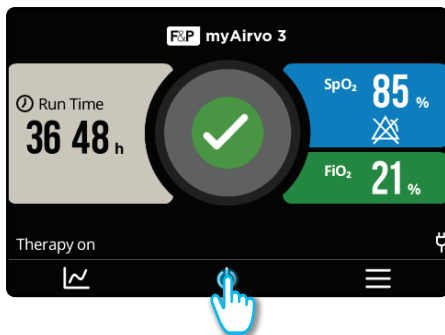 F&P myAirvo 3
Run Time
36 48 h
SpO₂ 85 %
FiO₂ 21 %
Therapy on